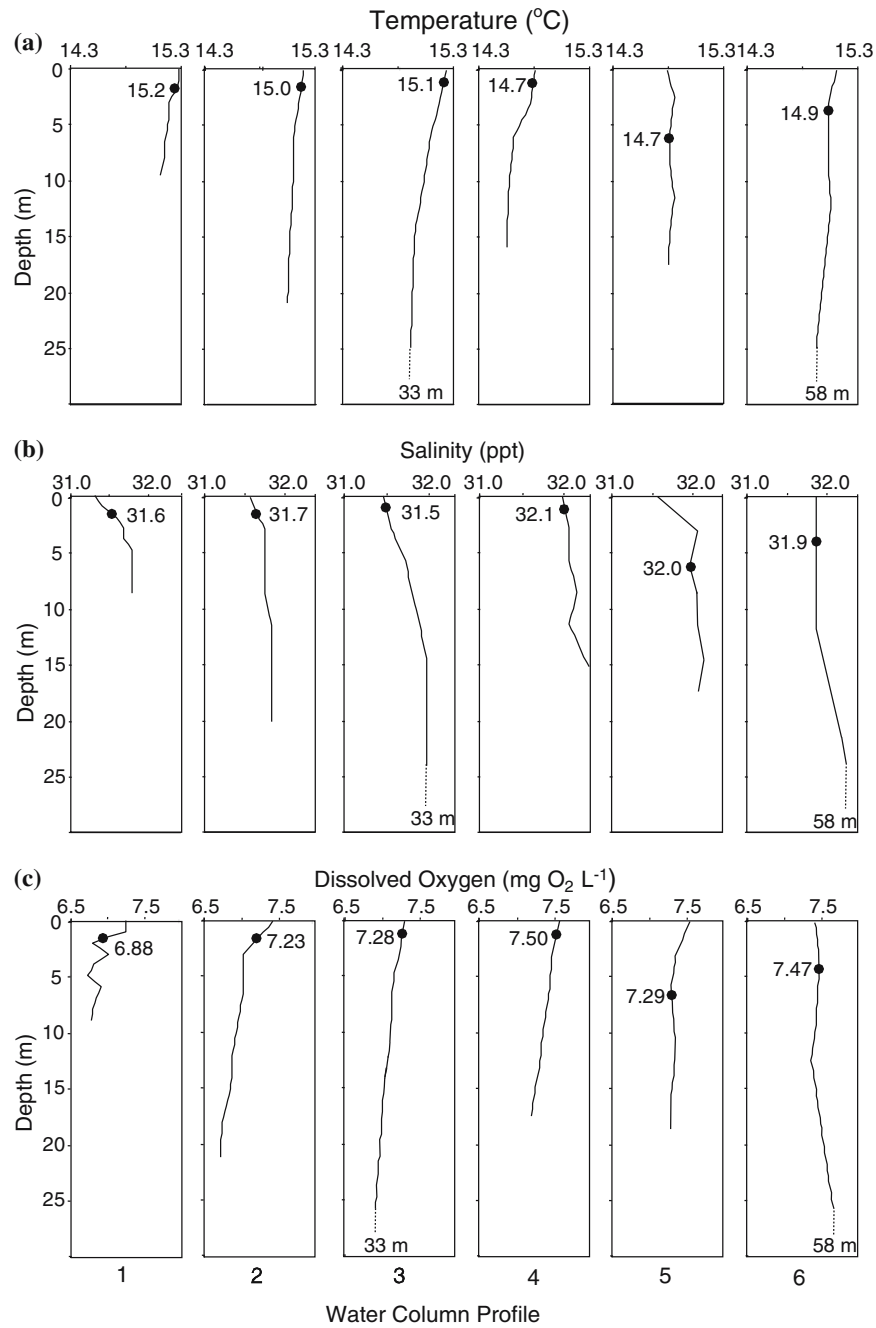 Temperature (°C)
(a)
14.3 15.3 14.3 15.3 14.3 15.3 14.3 15.3 14.3 15.3 14.3 15.3
0
5
10
15
20
25
Depth (m)
15.2 15.0 15.1 14.7 14.7 14.9
33 m 58 m
(b) Salinity (ppt)
31.0 32.0 31.0 32.0 31.0 32.0 31.0 32.0 31.0 32.0 31.0 32.0
0
5
10
15
20
25
Depth (m)
31.6 31.7 31.5 32.1 32.0 31.9
33 m 58 m
(c) Dissolved Oxygen (mg O₂ L⁻¹)
6.5 7.5 6.5 7.5 6.5 7.5 6.5 7.5 6.5 7.5 6.5 7.5
0
5
10
15
20
25
Depth (m)
6.88 7.23 7.28 7.50 7.29 7.47
33 m 58 m
1 2 3 4 5 6
Water Column Profile